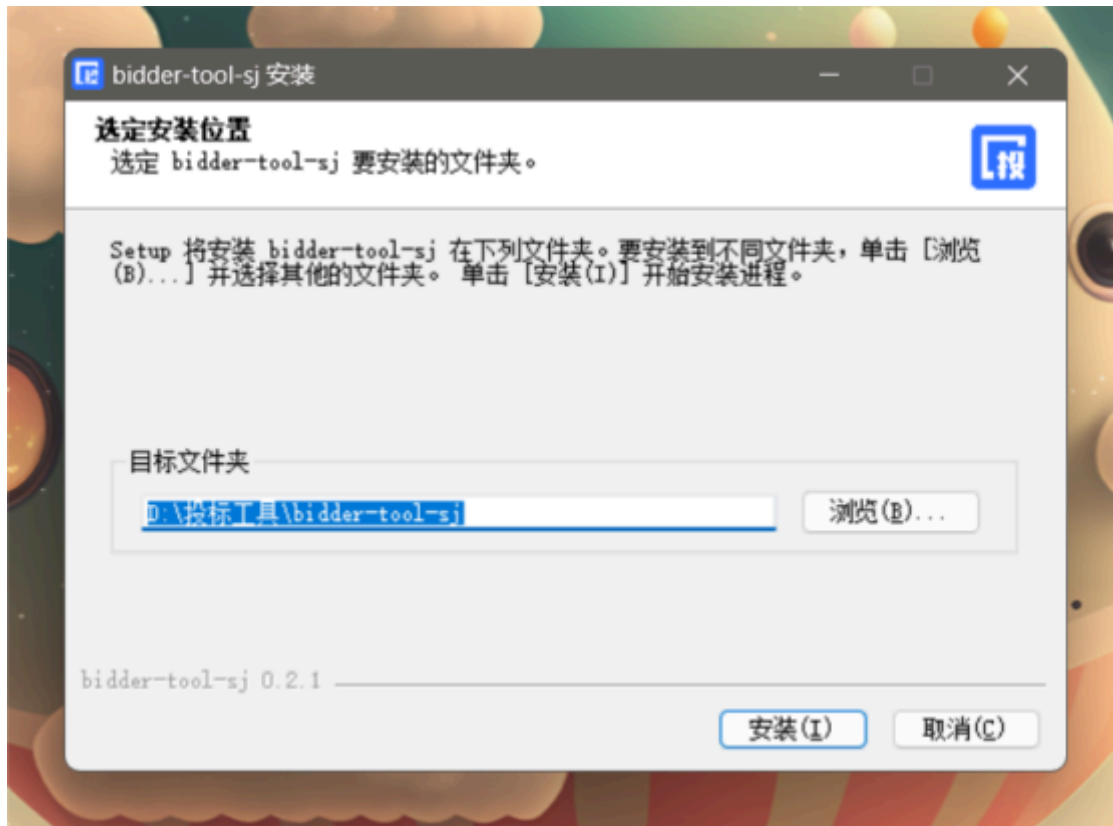 bidder-tool-sj 安装
选定安装位置
选定 bidder-tool-sj 要安装的文件夹。
投
Setup 将安装 bidder-tool-sj 在下列文件夹。要安装到不同文件夹，单击 [浏览
(B)...] 并选择其他的文件夹。 单击 [安装(I)] 开始安装进程。
目标文件夹
D:\投标工具\bidder-tool-sj
浏览(B)...
bidder-tool-sj 0.2.1
安装(I)
取消(C)